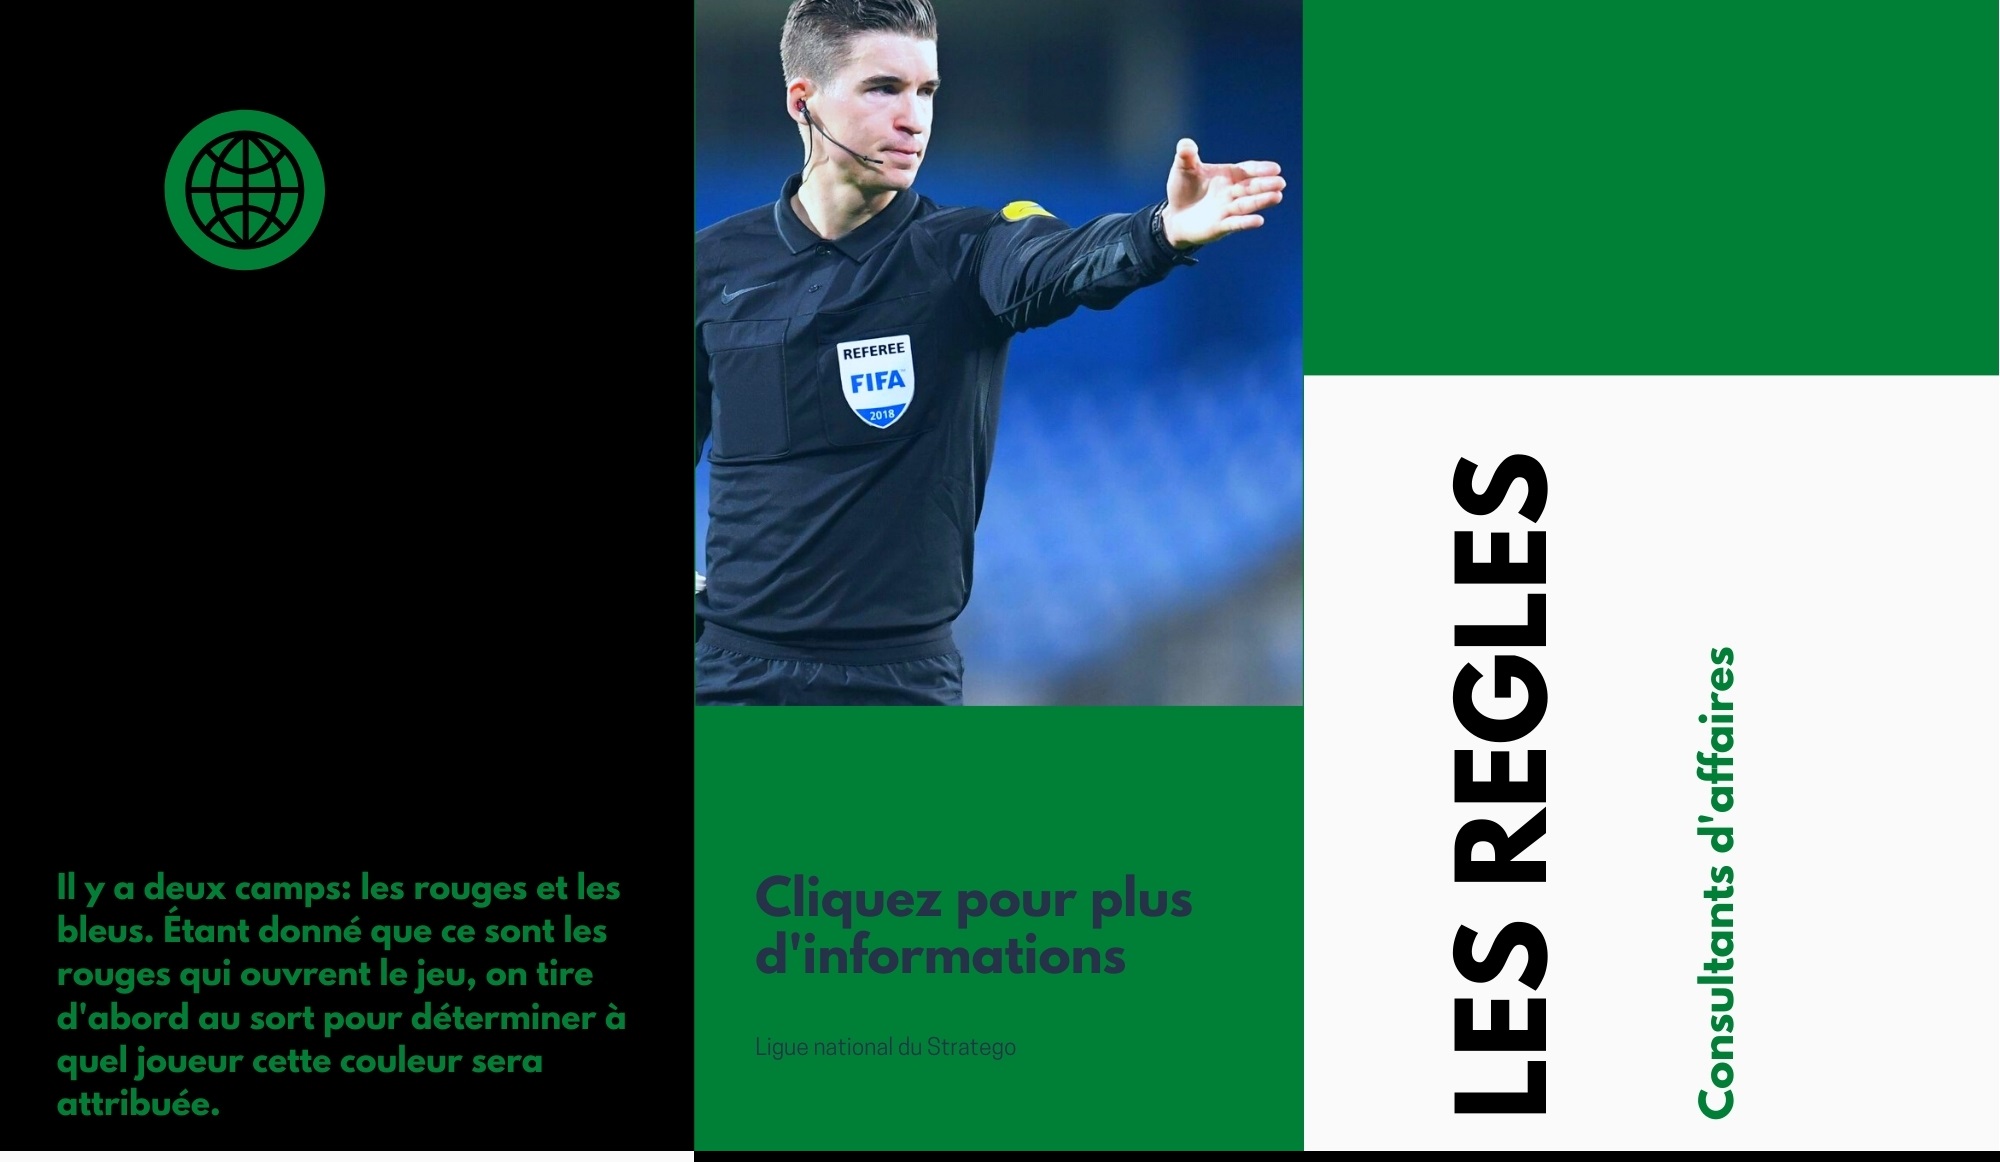 Il y a deux camps: les rouges et les
bleus. Étant donné que ce sont les
rouges qui ouvrent le jeu, on tire
d'abord au sort pour déterminer à
quel joueur cette couleur sera
attribuée.
REFEREE
FIFA
2018
Cliquez pour plus
d'informations
Ligue national du Stratego
LES REGLES
Consultants d'affaires